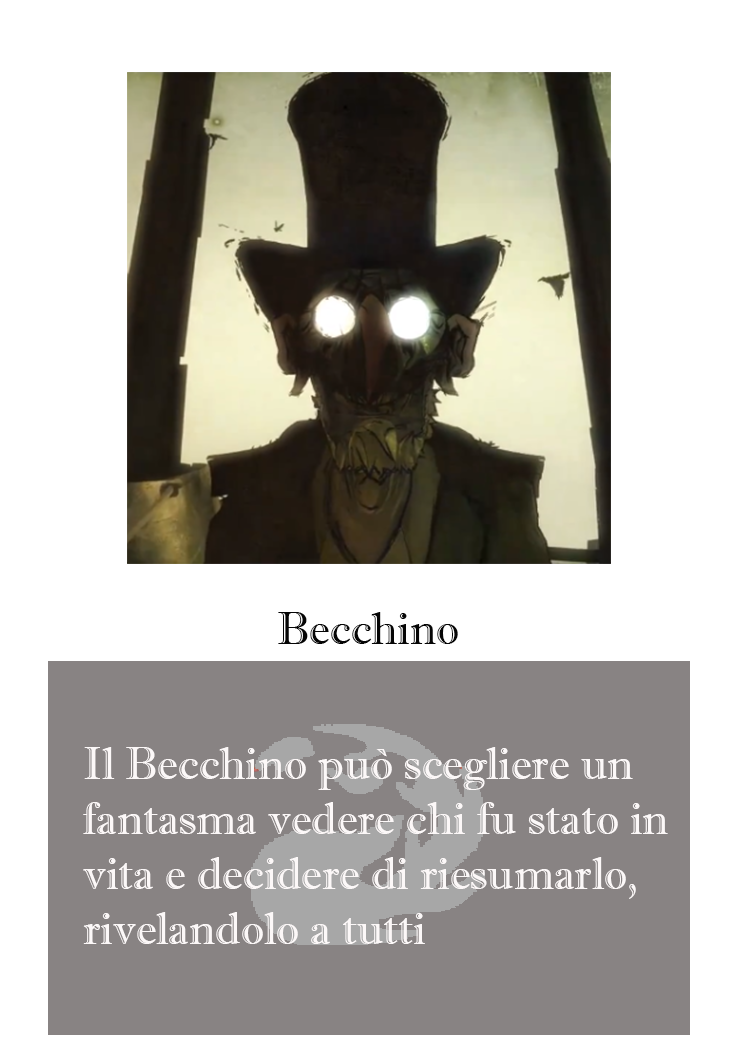 Becchino
Il Becchino può scegliere un
fantasma vedere chi fu stato in
vita e decidere di riesumarlo,
rivelandolo a tutti